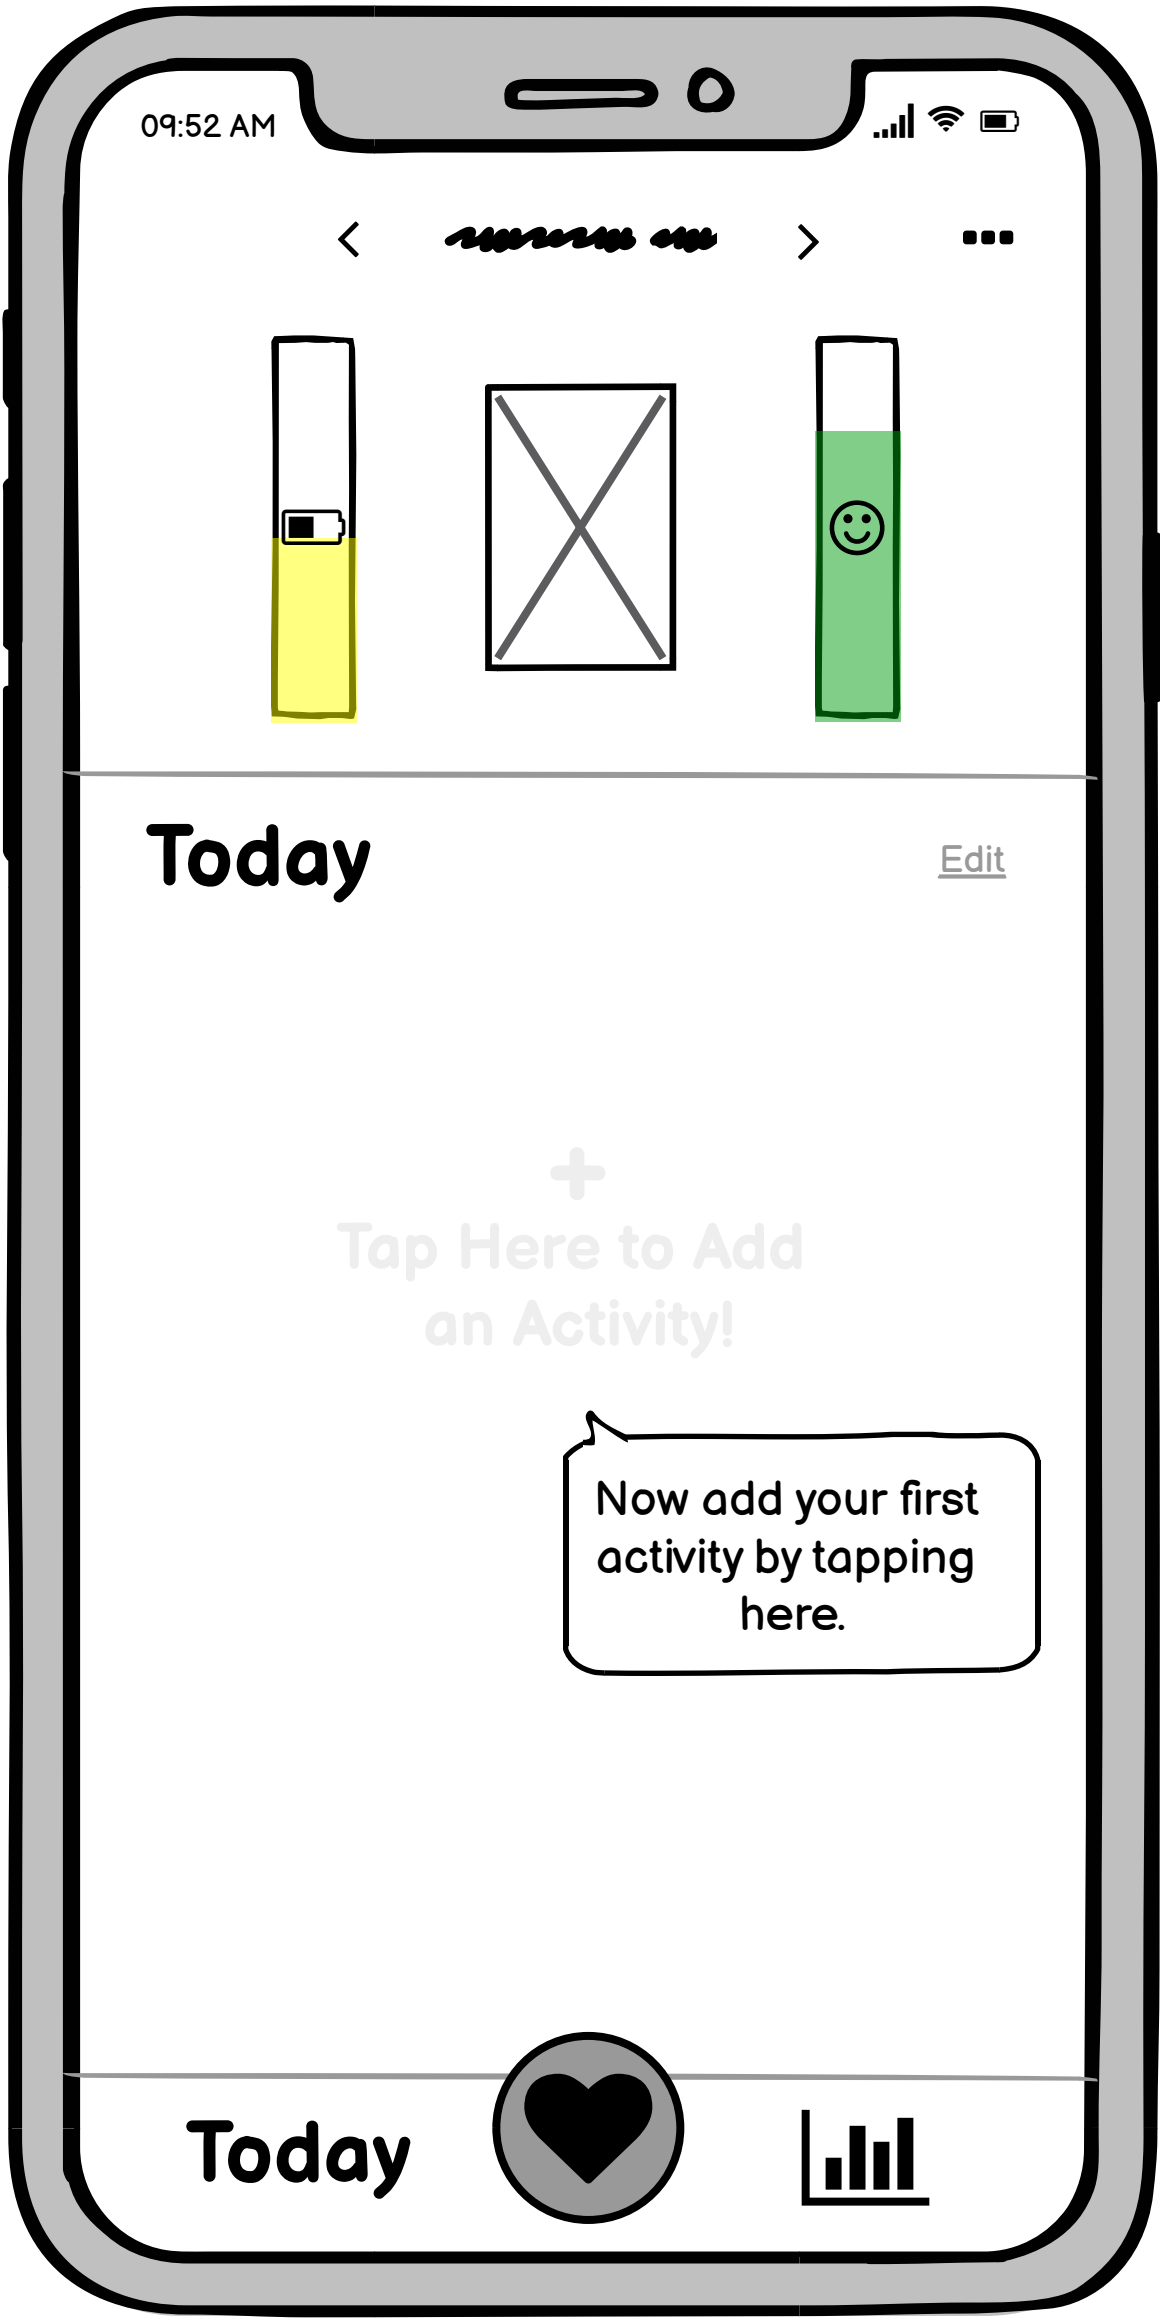 09:52 AM
Today
Edit
Tap Here to Add
an Activity!
Now add your first
activity by tapping
here.
Today